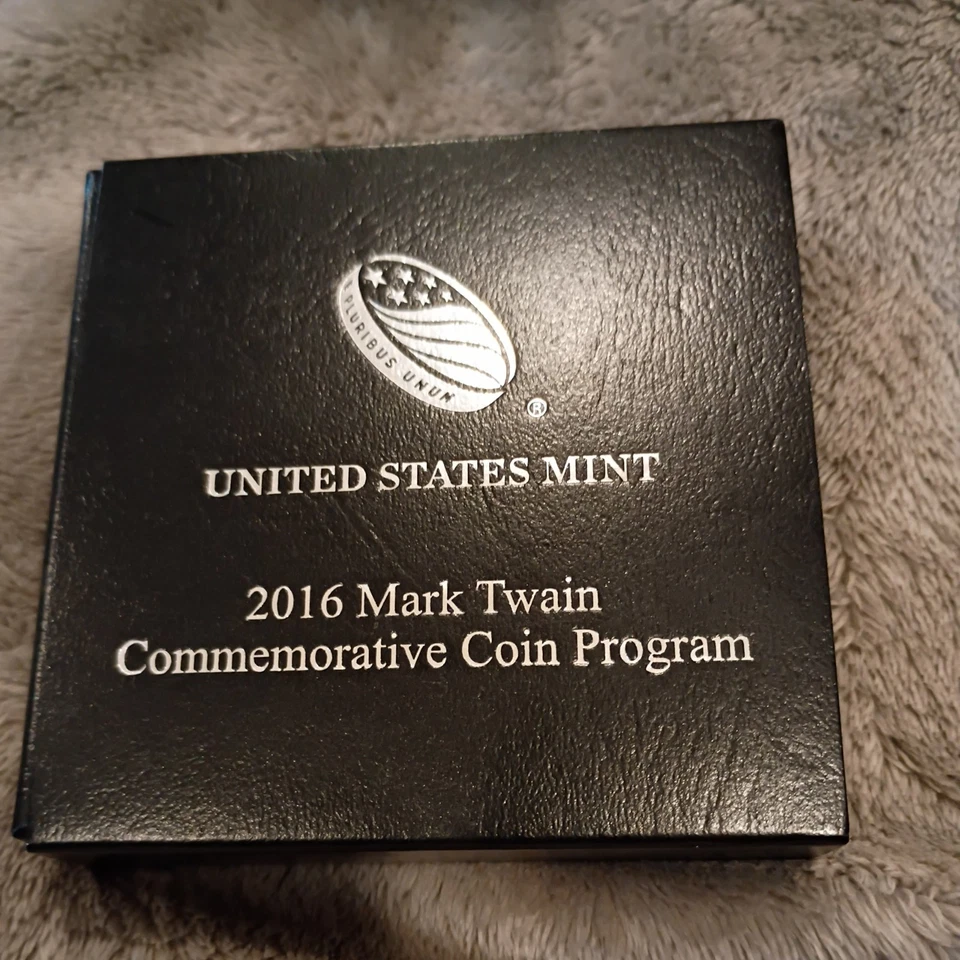 PLURIBUS UNUM
®
UNITED STATES MINT
2016 Mark Twain
Commemorative Coin Program